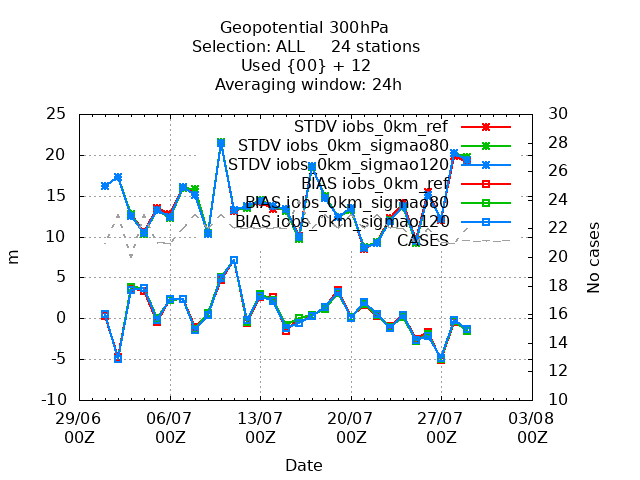 Geopotential 300hPa
Selection: ALL     24 stations
Used {00} + 12
Averaging window: 24h
STDV iobs_0km_ref
STDV iobs_0km_sigmao80
STDV iobs_0km_sigmao120
BIAS iobs_0km_ref
BIAS iobs_0km_sigmao80
BIAS iobs_0km_sigmao120
CASES
25
20
15
10
5
0
-5
-10
m
30
28
26
24
22
20
18
16
14
12
10
No cases
29/06 06/07 13/07 20/07 27/07 03/08
00Z 00Z 00Z 00Z 00Z 00Z
Date